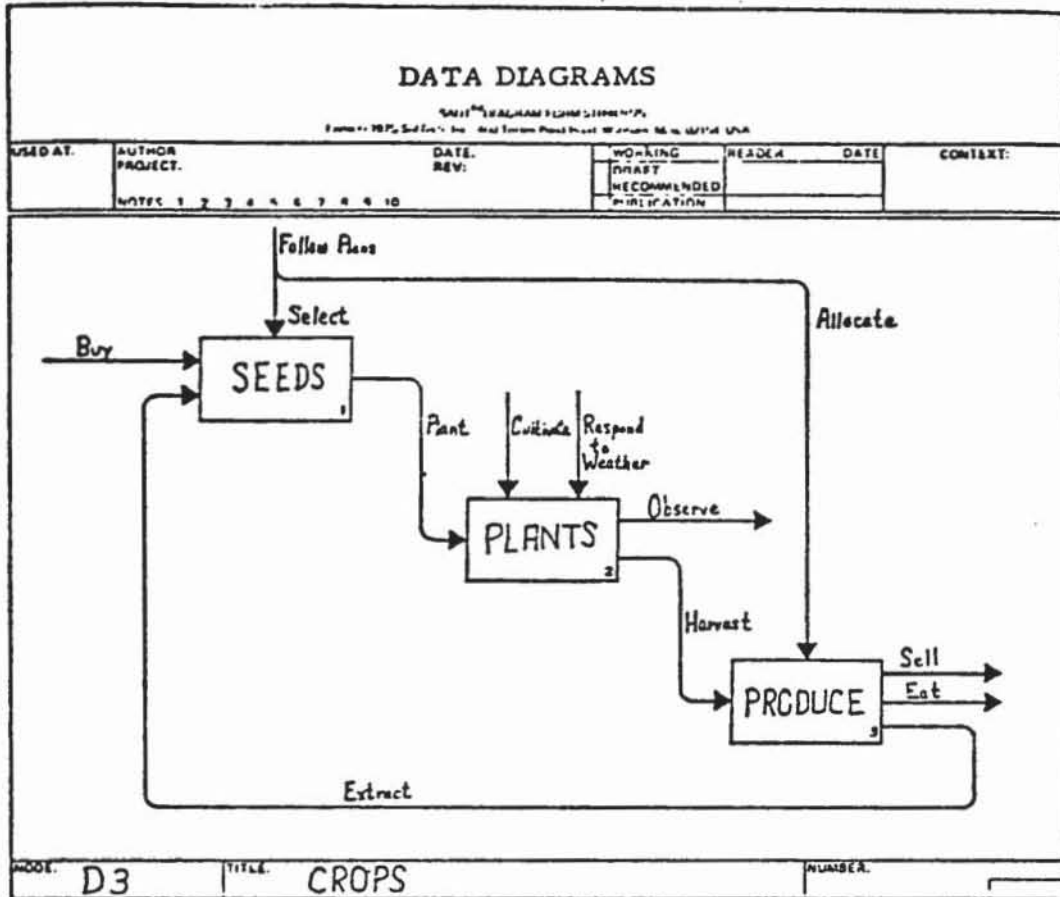 DATA DIAGRAMS
USED AT: AUTHOR DATE: WORKING READER DATE CONTEXT:
PROJECT: REV: DRAFT
RECOMMENDED
NOTES 1 2 3 4 5 6 7 8 9 10 PUBLICATION
Follow Plans
Select
Allocate
Buy
SEEDS
1
Plant
Cultivate
Respond
to
Weather
PLANTS
2
Observe
Harvest
PRODUCE
3
Sell
Eat
Extract
NODE: D3 TITLE: CROPS NUMBER: